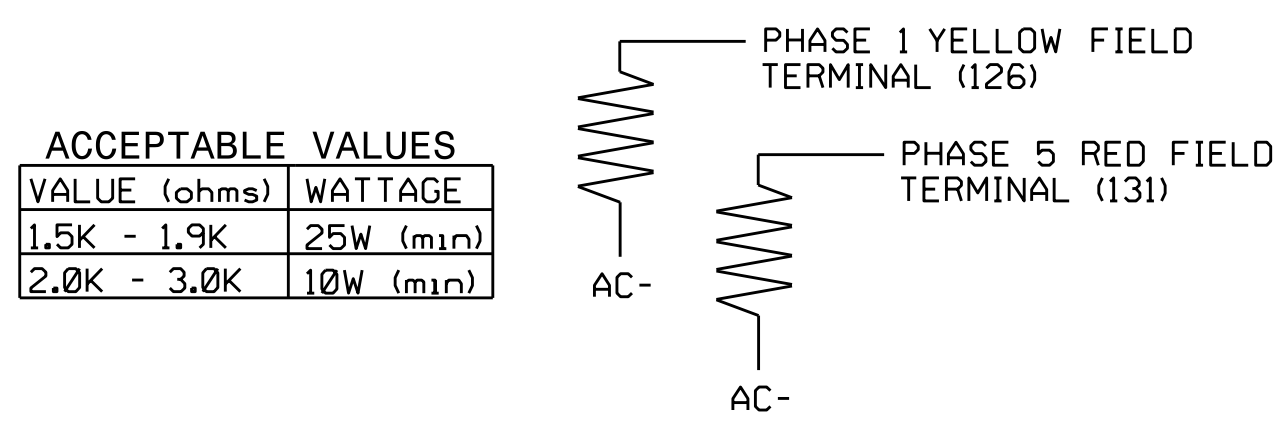 ACCEPTABLE VALUES
VALUE (ohms) WATTAGE
1.5K - 1.9K 25W (min)
2.0K - 3.0K 10W (min)
PHASE 1 YELLOW FIELD
TERMINAL (126)
AC-
PHASE 5 RED FIELD
TERMINAL (131)
AC-